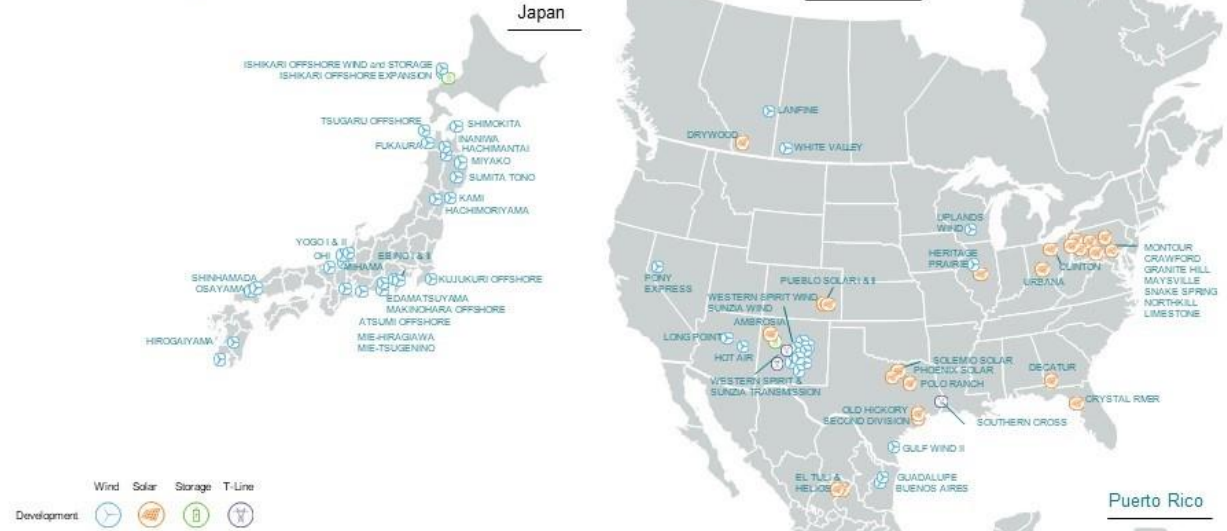 Japan
ISHIKARI OFFSHORE WIND and STORAGE
ISHIKARI OFFSHORE EXPANSION
TSUGARU OFFSHORE
SHIMOKITA
FUKAURA
INANIWA
HACHIMANTAI
MIYAKO
SUMITA TONO
KAMI
HACHIMORIYAMA
YOGO I & II
OHI
MIHAMA
EBINO I & II
SHINHAMADA
OSAYAMA
KUJUKURI OFFSHORE
EDAMATSUYAMA
MAKINOHARA OFFSHORE
ATSUMI OFFSHORE
HIROGAIYAMA
MIE-HIRAGIAWA
MIE-TSUGENINO
Wind Solar Storage T-Line
Development
LANFINE
DRYWOOD
WHITE VALLEY
UPLANDS
WIND
HERITAGE
PRAIRIE
CLINTON
URBANA
MONTOUR
CRAWFORD
GRANITE HILL
MAYSVILLE
SNAKE SPRING
NORTHKILL
LIMESTONE
PONY
EXPRESS
PUEBLO SOLAR I & II
WESTERN SPIRIT WIND
SUNZIA WIND
AMBROSIA
LONG POINT
HOT AIR
WESTERN SPIRIT &
SUNZIA TRANSMISSION
SOLEMIO SOLAR
PHOENIX SOLAR
POLO RANCH
DECATUR
OLD HICKORY
SECOND DIVISION
CRYSTAL RIVER
SOUTHERN CROSS
GULF WIND II
EL TULI &
HELIOS
GUADALUPE
BUENOS AIRES
Puerto Rico